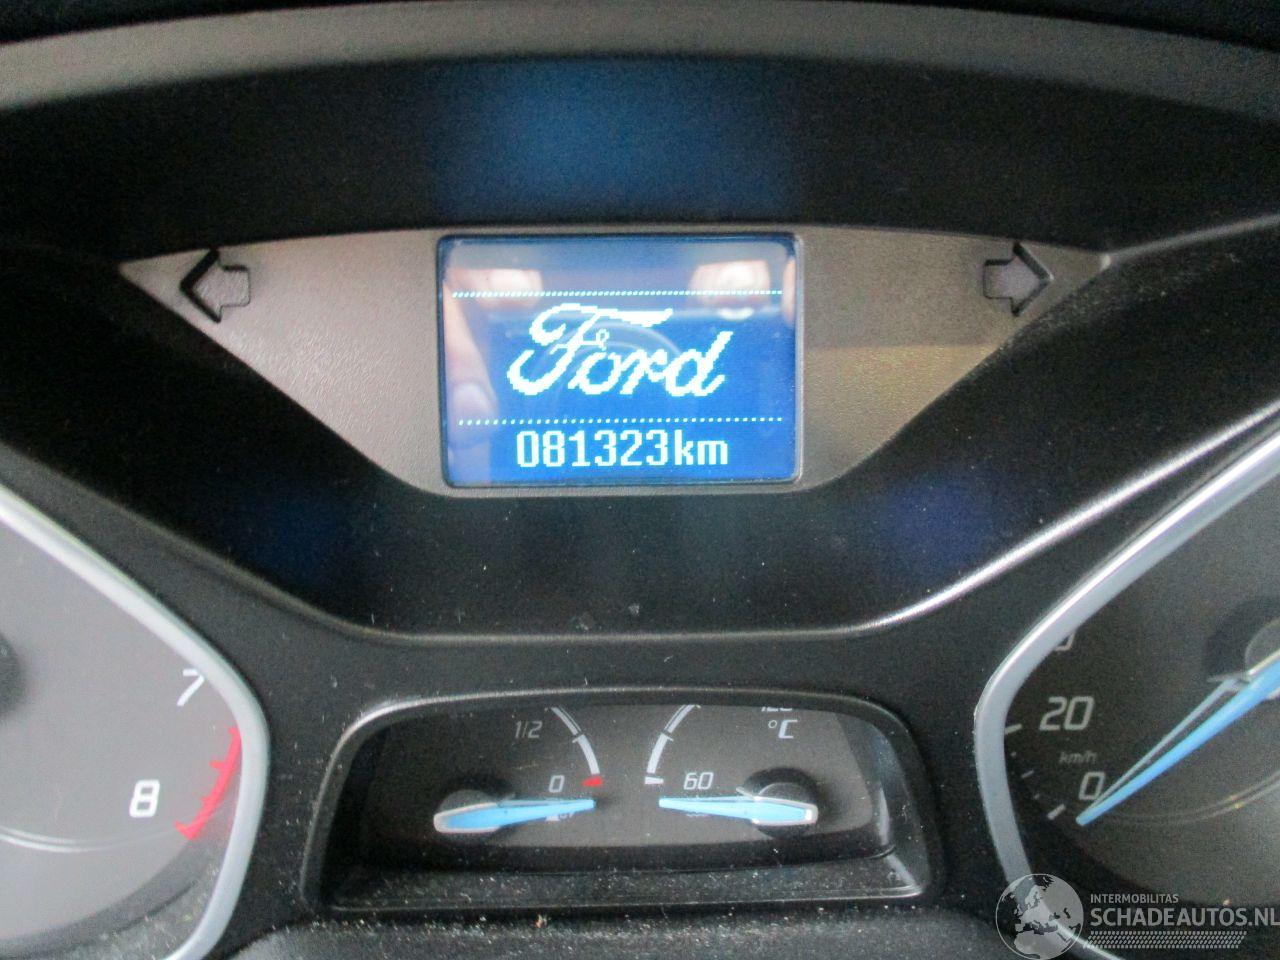 Ford
081323km
7
8
1/2
0
°C
60
20
km/h
0
INTERMOBILITAS
SCHADEAUTOS.NL